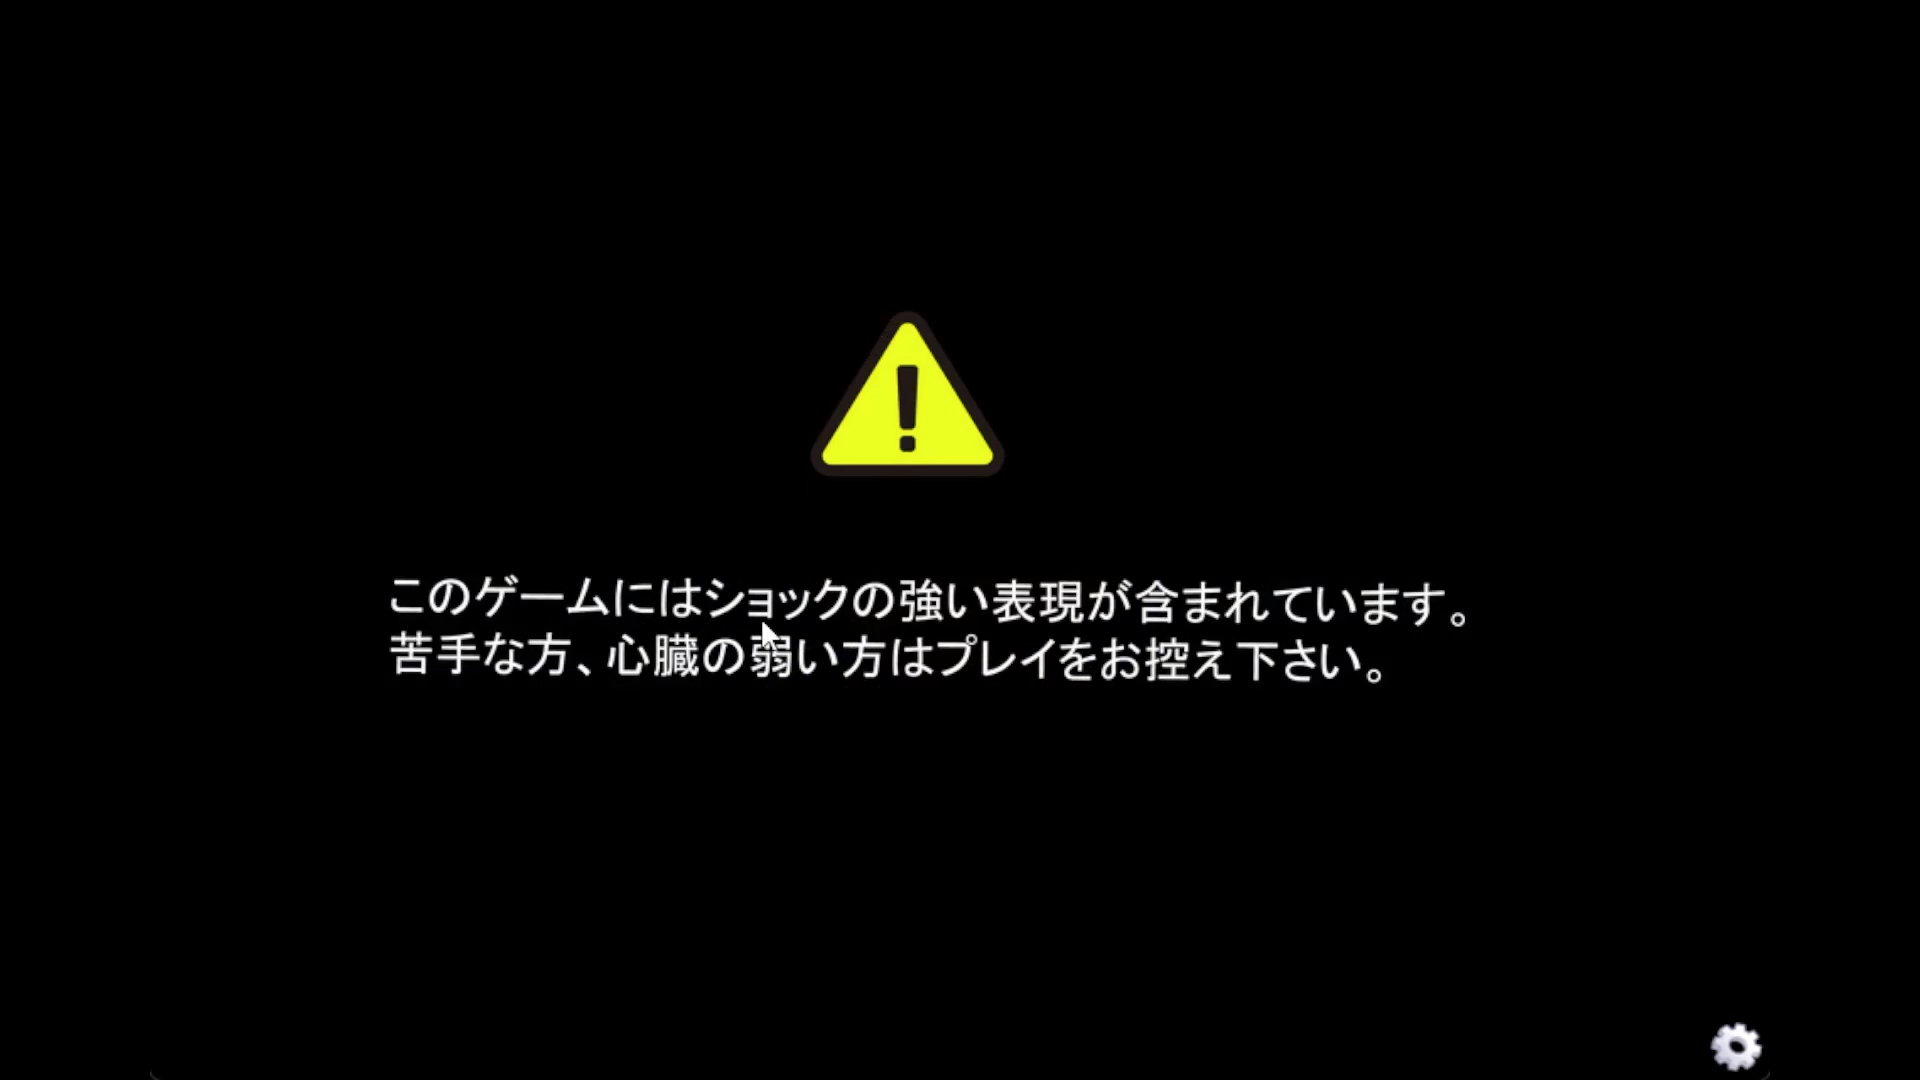 このゲームにはショックの強い表現が含まれています。
苦手な方、心臓の弱い方はプレイをお控え下さい。